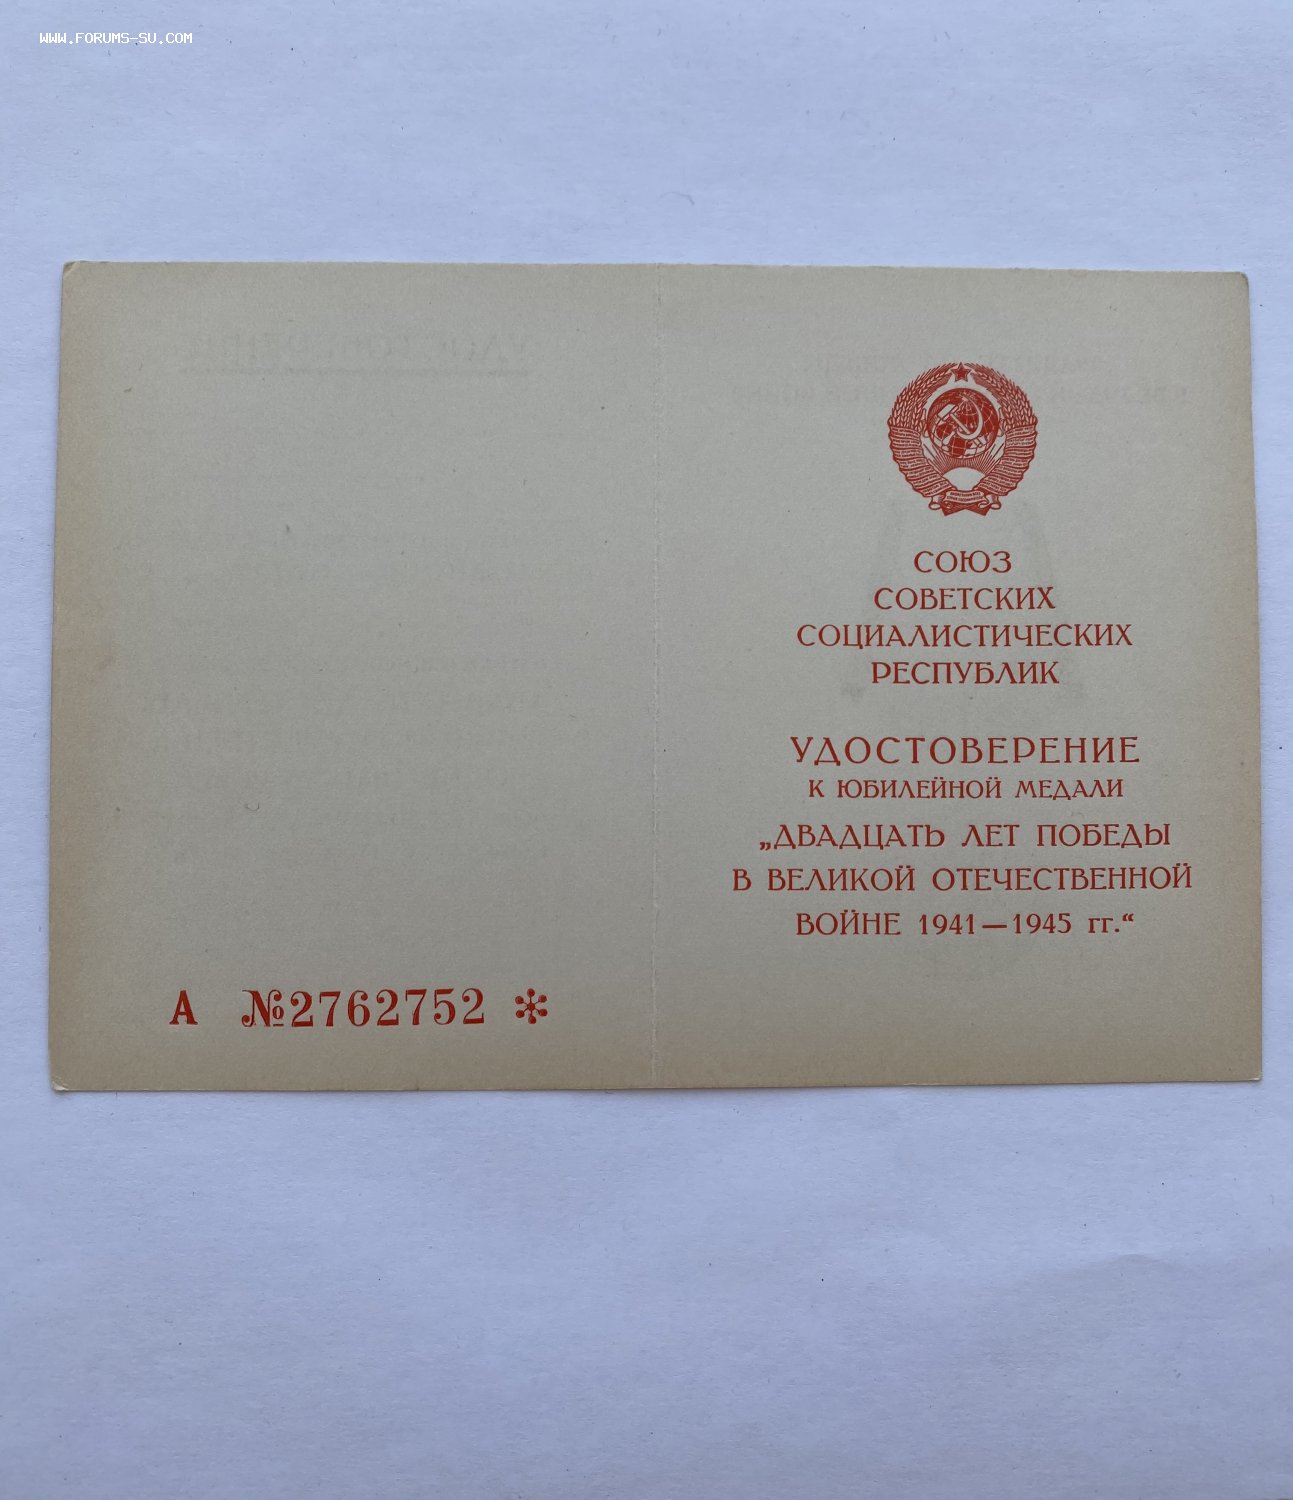 WWW.FORUMS-SU.COM
СОЮЗ
СОВЕТСКИХ
СОЦИАЛИСТИЧЕСКИХ
РЕСПУБЛИК
УДОСТОВЕРЕНИЕ
К ЮБИЛЕЙНОЙ МЕДАЛИ
„ДВАДЦАТЬ ЛЕТ ПОБЕДЫ
В ВЕЛИКОЙ ОТЕЧЕСТВЕННОЙ
ВОЙНЕ 1941—1945 гг.“
А №2762752 *